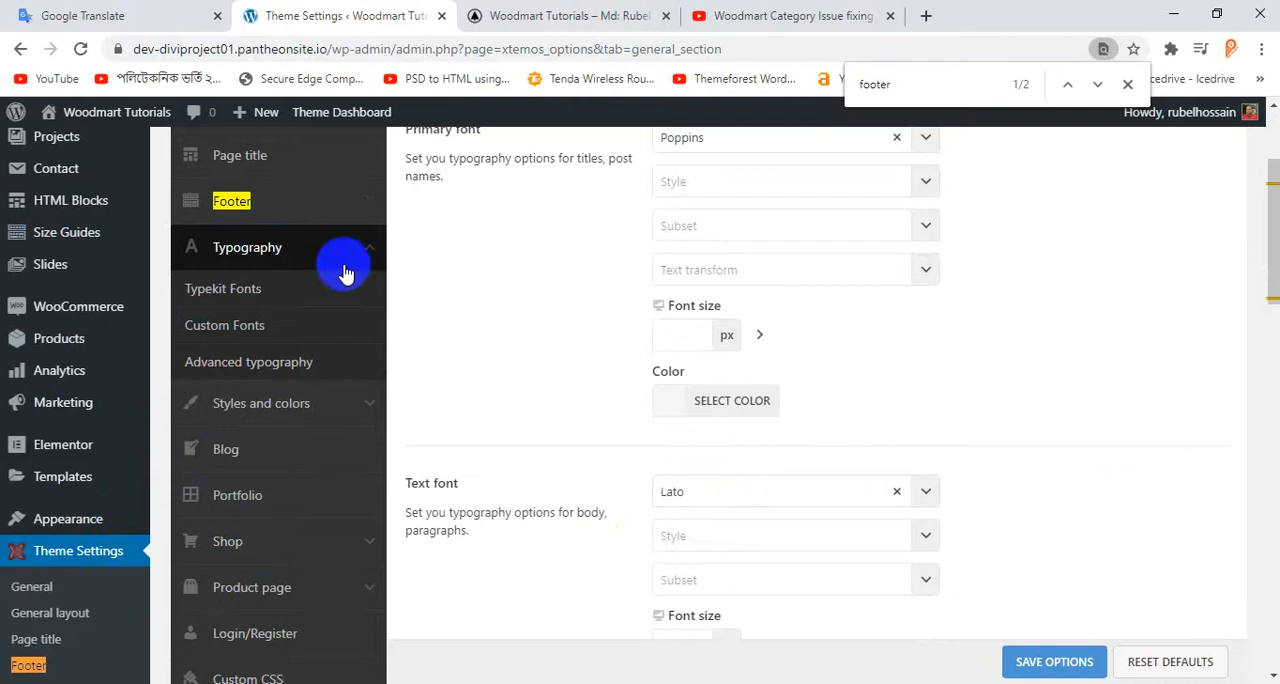 Google Translate
Theme Settings ‹ Woodmart Tut
Woodmart Tutorials – Md: Rubel
Woodmart Category Issue fixing
dev-diviproject01.pantheonsite.io/wp-admin/admin.php?page=xtemos_options&tab=general_section
YouTube
পলিটেকনিক ভর্তি ২...
Secure Edge Comp...
PSD to HTML using...
Tenda Wireless Rou...
Themeforest Word...
Icedrive - Icedrive
footer
1/2
Woodmart Tutorials
0
New
Theme Dashboard
Howdy, rubelhossain
Projects
Contact
HTML Blocks
Size Guides
Slides
WooCommerce
Products
Analytics
Marketing
Elementor
Templates
Appearance
Theme Settings
General
General layout
Page title
Footer
Page title
Footer
Typography
Typekit Fonts
Custom Fonts
Advanced typography
Styles and colors
Blog
Portfolio
Shop
Product page
Login/Register
Custom CSS
Primary font
Set you typography options for titles, post
names.
Poppins
Style
Subset
Text transform
Font size
px
Color
SELECT COLOR
Text font
Set you typography options for body,
paragraphs.
Lato
Style
Subset
Font size
SAVE OPTIONS
RESET DEFAULTS